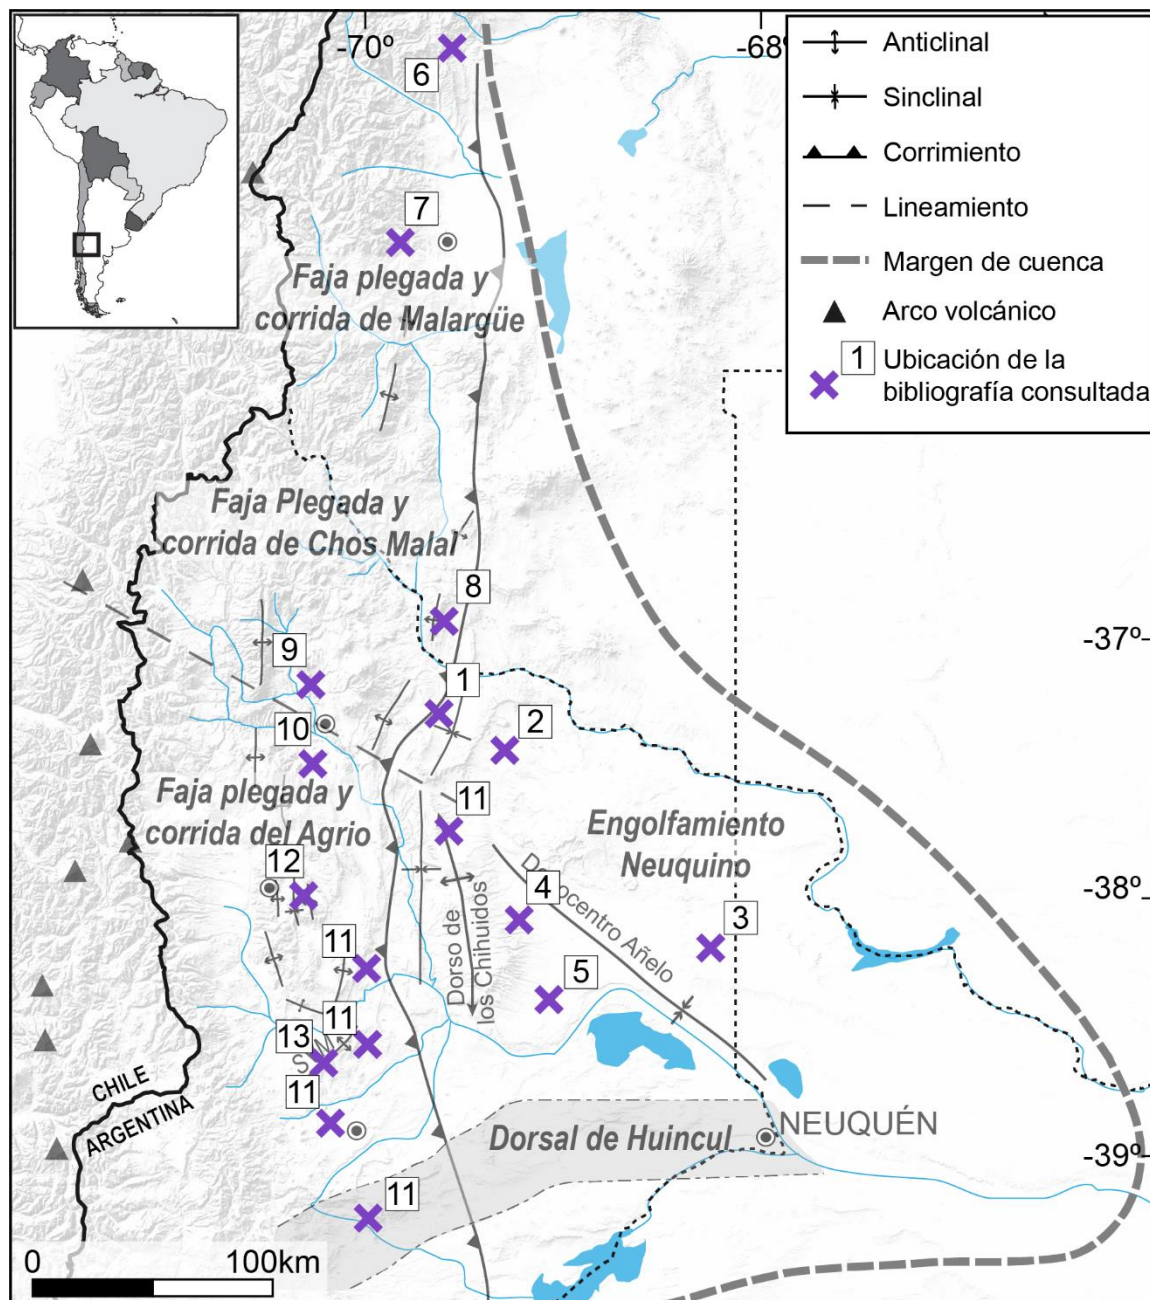 -70º
-68º
6
Anticlinal
Sinclinal
Corrimiento
Lineamiento
Margen de cuenca
Arco volcánico
1
Ubicación de la
bibliografía consultada
7
Faja plegada y
corrida de Malargüe
Faja Plegada y
corrida de Chos Malal
8
-37º
9
1
10
2
11
Faja plegada y
corrida del Agrio
Engolfamiento
Neuquino
12
4
-38º
3
Dorso de
los Chihuidos
Añelo
11
5
11
13
11
CHILE
ARGENTINA
Dorsal de Huincul
NEUQUÉN
-39º
11
0
100km